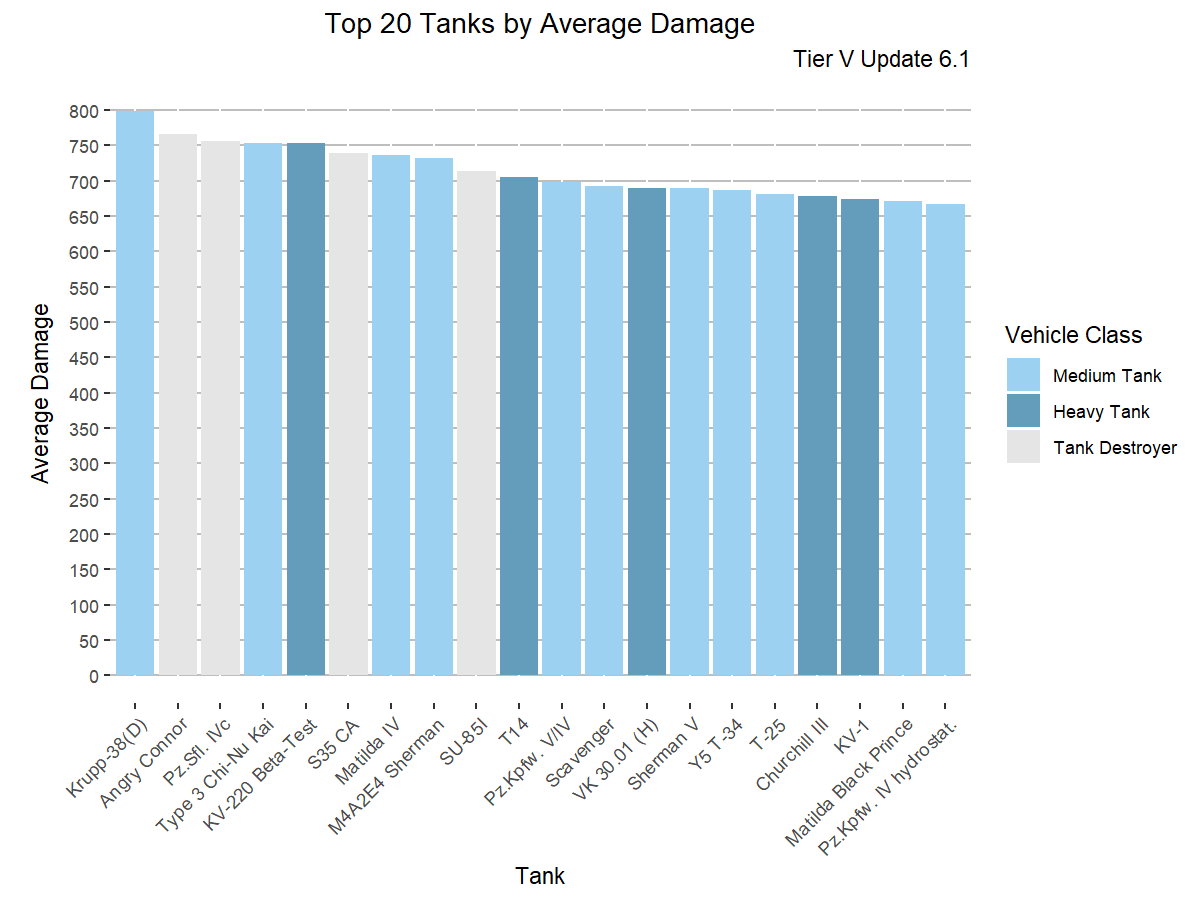 Top 20 Tanks by Average Damage
Tier V Update 6.1
Average Damage
800
750
700
650
600
550
500
450
400
350
300
250
200
150
100
50
0
Krupp-38(D)
Angry Connor
Pz.Sfl. IVc
Type 3 Chi-Nu Kai
KV-220 Beta-Test
S35 CA
Matilda IV
M4A2E4 Sherman
SU-85I
T14
Pz.Kpfw. V/IV
Scavenger
VK 30.01 (H)
Sherman V
Y5 T-34
T-25
Churchill III
KV-1
Matilda Black Prince
Pz.Kpfw. IV hydrostat.
Tank
Vehicle Class
Medium Tank
Heavy Tank
Tank Destroyer